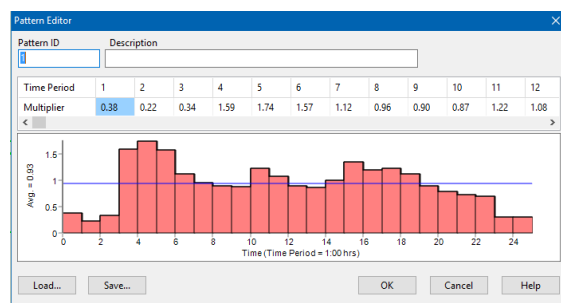 Pattern Editor
Pattern ID Description
1
Time Period 1 2 3 4 5 6 7 8 9 10 11 12
Multiplier 0.38 0.22 0.34 1.59 1.74 1.57 1.12 0.96 0.90 0.87 1.22 1.08
Avg. = 0.93
1.5
1
0.5
0
0 2 4 6 8 10 12 14 16 18 20 22 24
Time (Time Period = 1:00 hrs)
Load... Save... OK Cancel Help